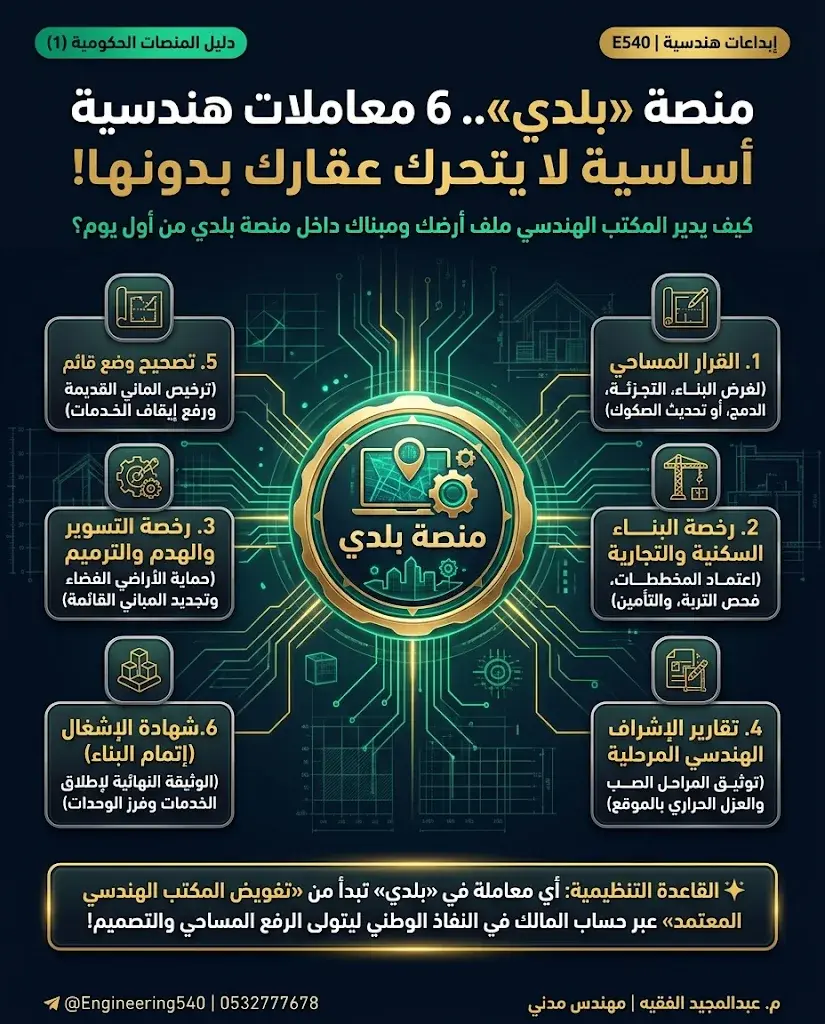 إبداعات هندسية | E540
دليل المنصات الحكومية (1)
منصة «بلدي».. 6 معاملات هندسية
أساسية لا يتحرك عقارك بدونها!
كيف يدير المكتب الهندسي ملف أرضك ومبناك داخل منصة بلدي من أول يوم؟
1. القرار المساحي
(لغرض البناء، التجزئة،
الدمج، أو تحديث الصكوك)
5. تصحيح وضع قائم
(ترخيص الماني القديمة
ورفع إيقاف الخدمات)
منصة بلدي
2. رخصة البناء
السكنية والتجارية
(اعتماد المخططات،
فحص التربة، والتأمين)
3. رخصة التسوير
والهدم والترميم
(حماية الأراضي الفضاء
وتجديد المباني القائمة)
4. تقارير الإشراف
الهندسي المرحلية
(توثيق المراحل الصب
والعزل الحراري بالموقع)
6.شهادة الإشغال
(إتمام البناء)
(الوثيقة النهائية لإطلاق
الخدمات وفرز الوحدات)
القاعدة التنظيمية: أي معاملة في «بلدي» تبدأ من «تفويض المكتب الهندسي
المعتمد» عبر حساب المالك في النفاذ الوطني ليتولى الرفع المساحي والتصميم!
م. عبدالمجيد الفقيه | مهندس مدني
@Engineering540 | 0532777678